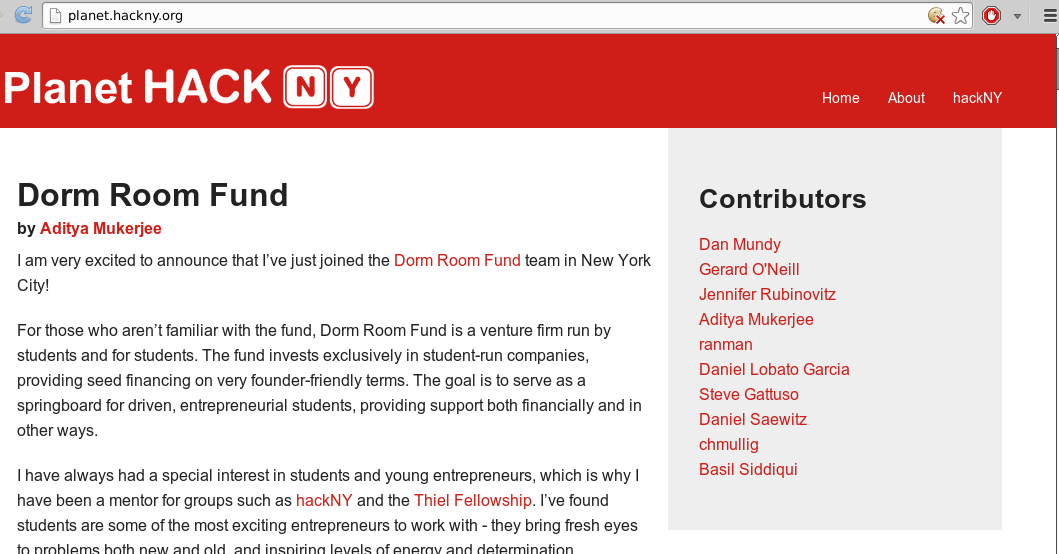 planet.hackny.org
Planet HACK N Y
Home About hackNY
Dorm Room Fund
by Aditya Mukerjee
I am very excited to announce that I’ve just joined the Dorm Room Fund team in New York
City!
For those who aren’t familiar with the fund, Dorm Room Fund is a venture firm run by
students and for students. The fund invests exclusively in student-run companies,
providing seed financing on very founder-friendly terms. The goal is to serve as a
springboard for driven, entrepreneurial students, providing support both financially and in
other ways.
I have always had a special interest in students and young entrepreneurs, which is why I
have been a mentor for groups such as hackNY and the Thiel Fellowship. I’ve found
students are some of the most exciting entrepreneurs to work with - they bring fresh eyes
to problems both new and old, and inspiring levels of energy and determination.
Contributors
Dan Mundy
Gerard O'Neill
Jennifer Rubinovitz
Aditya Mukerjee
ranman
Daniel Lobato Garcia
Steve Gattuso
Daniel Saewitz
chmullig
Basil Siddiqui